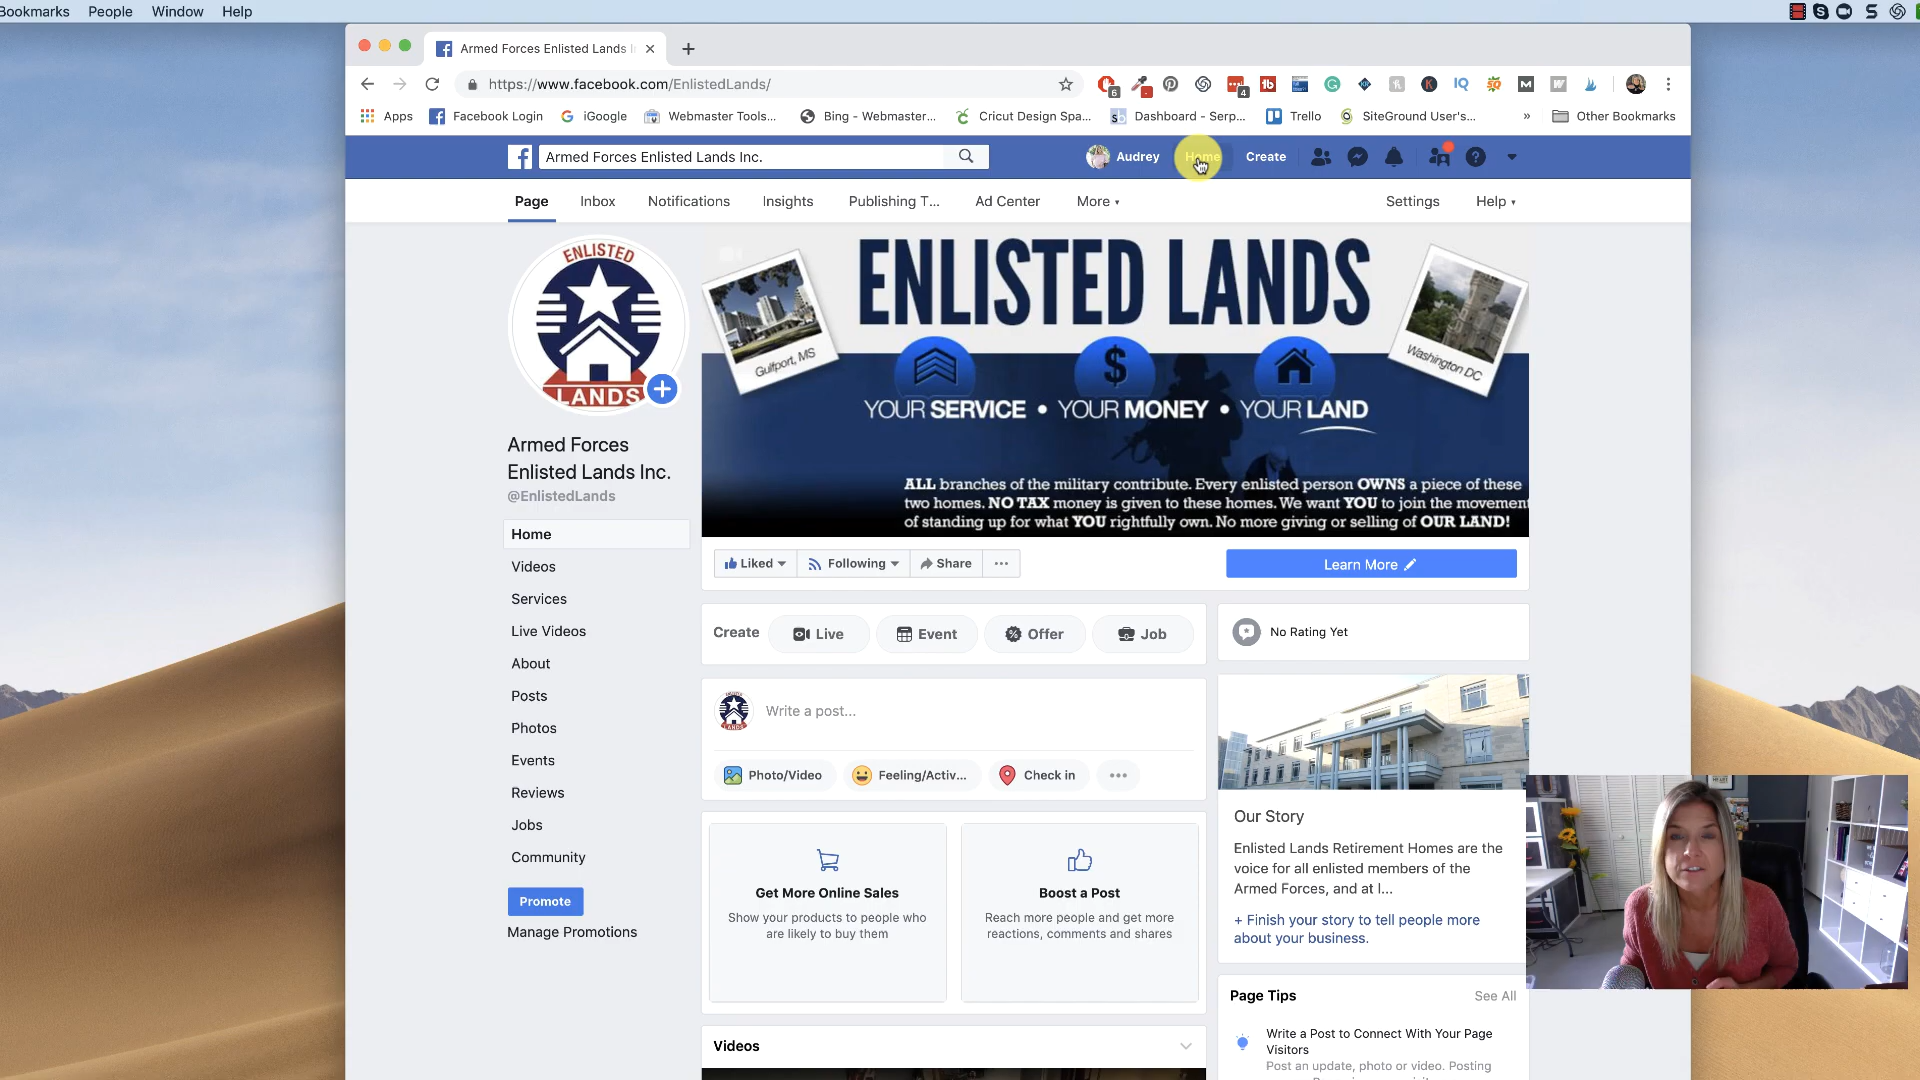 Bookmarks People Window Help
Armed Forces Enlisted Lands
https://www.facebook.com/EnlistedLands/
6
4
Apps Facebook Login iGoogle Webmaster Tools... Bing - Webmaster... Cricut Design Spa... Dashboard - Serp... Trello SiteGround User's... » Other Bookmarks
Armed Forces Enlisted Lands Inc.
Audrey Home Create
Page Inbox Notifications Insights Publishing T... Ad Center More Settings Help
ENLISTED
LANDS
ENLISTED LANDS
Gulfport, MS
Washington DC
$
YOUR SERVICE • YOUR MONEY • YOUR LAND
ALL branches of the military contribute. Every enlisted person OWNS a piece of these
two homes. NO TAX money is given to these homes. We want YOU to join the movement
of standing up for what YOU rightfully own. No more giving or selling of OUR LAND!
Armed Forces
Enlisted Lands Inc.
@EnlistedLands
Home
Videos
Services
Live Videos
About
Posts
Photos
Events
Reviews
Jobs
Community
Promote
Manage Promotions
Liked Following Share ...
Learn More
Create Live Event Offer Job
Write a post...
Photo/Video Feeling/Activ... Check in ...
Get More Online Sales
Show your products to people who
are likely to buy them
Boost a Post
Reach more people and get more
reactions, comments and shares
Videos
No Rating Yet
Our Story
Enlisted Lands Retirement Homes are the
voice for all enlisted members of the
Armed Forces, and at l...
+ Finish your story to tell people more
about your business.
Page Tips See All
Write a Post to Connect With Your Page
Visitors
Post an update, photo or video. Posting